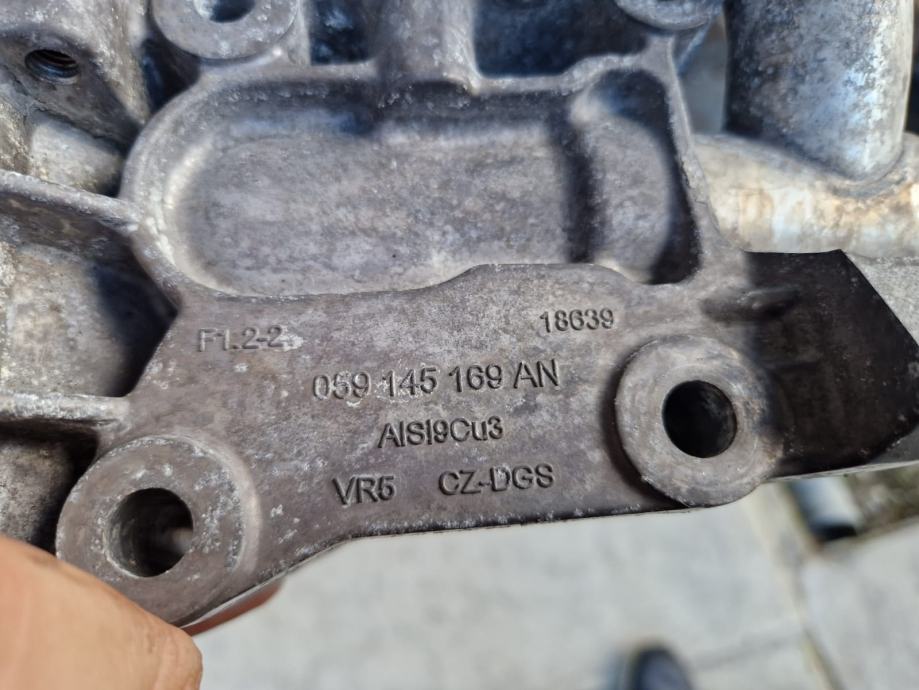 F1.2-2
18639
059 145 169 AN
AlSi9Cu3
VR5 CZ-DGS